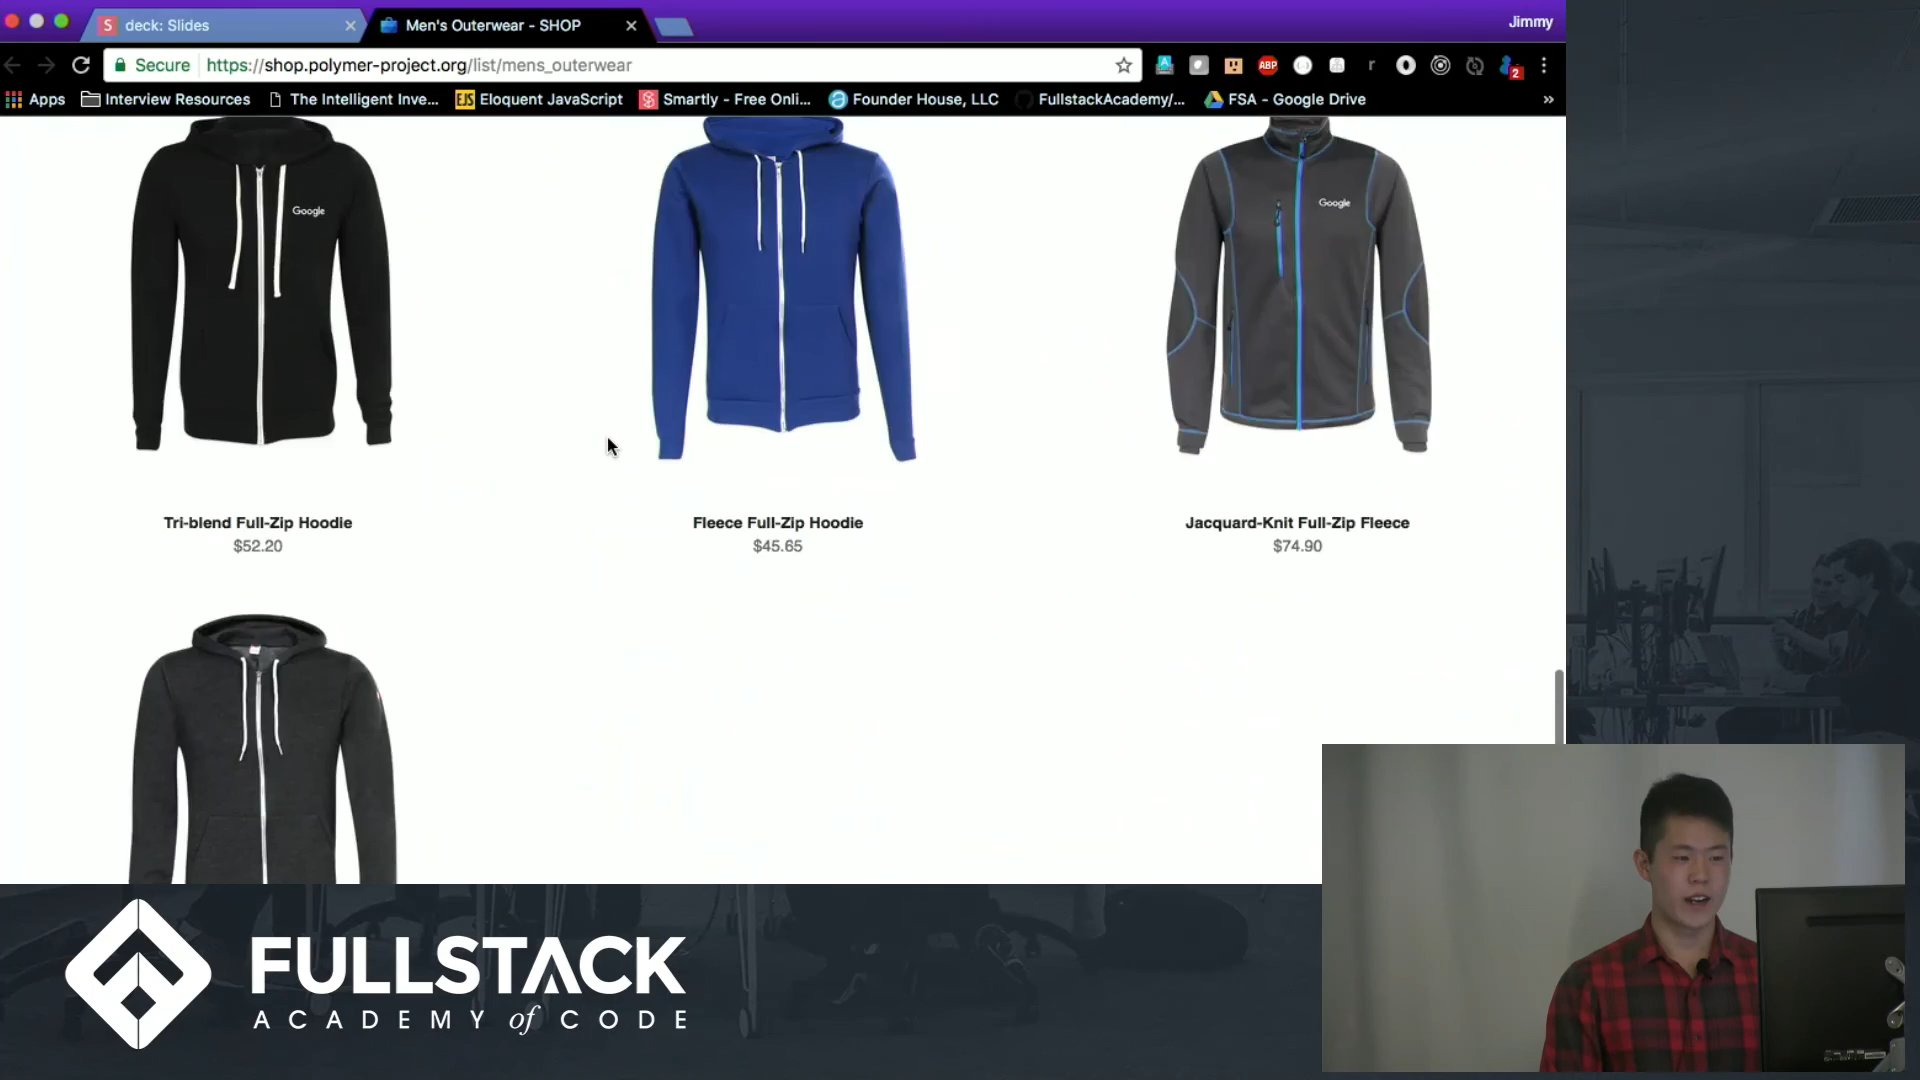 S deck: Slides
Men's Outerwear - SHOP
Jimmy
Secure https://shop.polymer-project.org/list/mens_outerwear
ABP
r
2
Apps Interview Resources The Intelligent Inve... EJS Eloquent JavaScript Smartly - Free Onli... Founder House, LLC FullstackAcademy/... FSA - Google Drive »
Google
Google
Tri-blend Full-Zip Hoodie
$52.20
Fleece Full-Zip Hoodie
$45.65
Jacquard-Knit Full-Zip Fleece
$74.90
FULLSTACK
ACADEMY of CODE